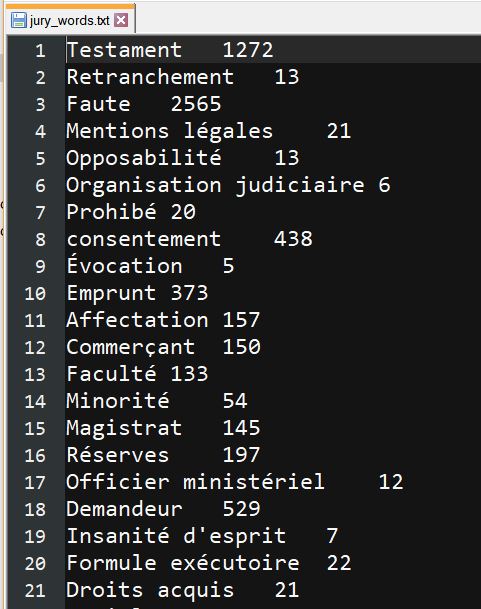 jury_words.txt
1 Testament 1272
2 Retranchement 13
3 Faute 2565
4 Mentions légales 21
5 Opposabilité 13
6 Organisation judiciaire 6
7 Prohibé 20
8 consentement 438
9 Évocation 5
10 Emprunt 373
11 Affectation 157
12 Commerçant 150
13 Faculté 133
14 Minorité 54
15 Magistrat 145
16 Réserves 197
17 Officier ministériel 12
18 Demandeur 529
19 Insanité d'esprit 7
20 Formule exécutoire 22
21 Droits acquis 21